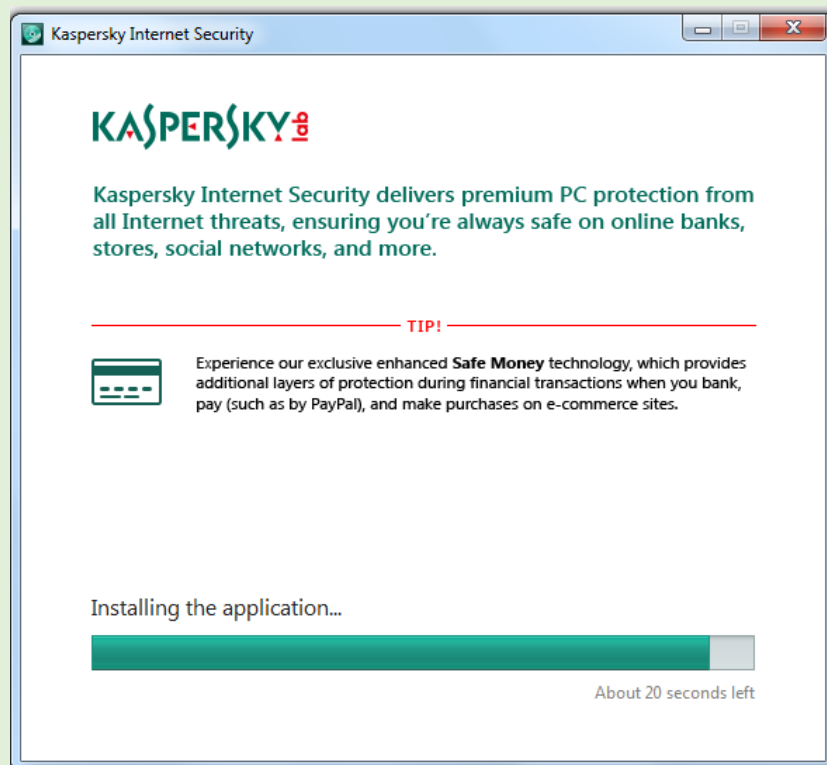 Kaspersky Internet Security
KASPERSKY lab
Kaspersky Internet Security delivers premium PC protection from
all Internet threats, ensuring you’re always safe on online banks,
stores, social networks, and more.
TIP!
Experience our exclusive enhanced Safe Money technology, which provides
additional layers of protection during financial transactions when you bank,
pay (such as by PayPal), and make purchases on e-commerce sites.
Installing the application...
About 20 seconds left